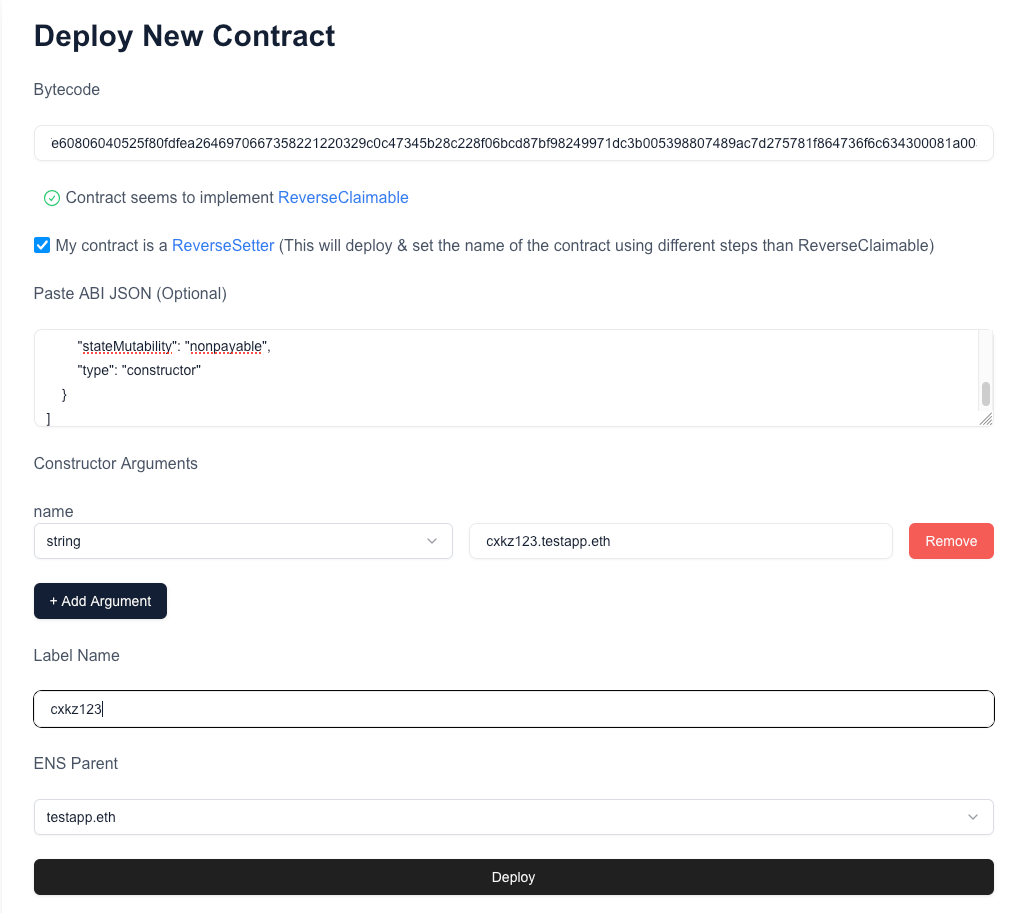 Deploy New Contract
Bytecode
e60806040525f80fdfea2646970667358221220329c0c47345b28c228f06bcd87bf98249971dc3b005398807489ac7d275781f864736f6c634300081a00
Contract seems to implement ReverseClaimable
My contract is a ReverseSetter (This will deploy & set the name of the contract using different steps than ReverseClaimable)
Paste ABI JSON (Optional)
"stateMutability": "nonpayable",
"type": "constructor"
}
]
Constructor Arguments
name
string cxkz123.testapp.eth Remove
+ Add Argument
Label Name
cxkz123
ENS Parent
testapp.eth
Deploy